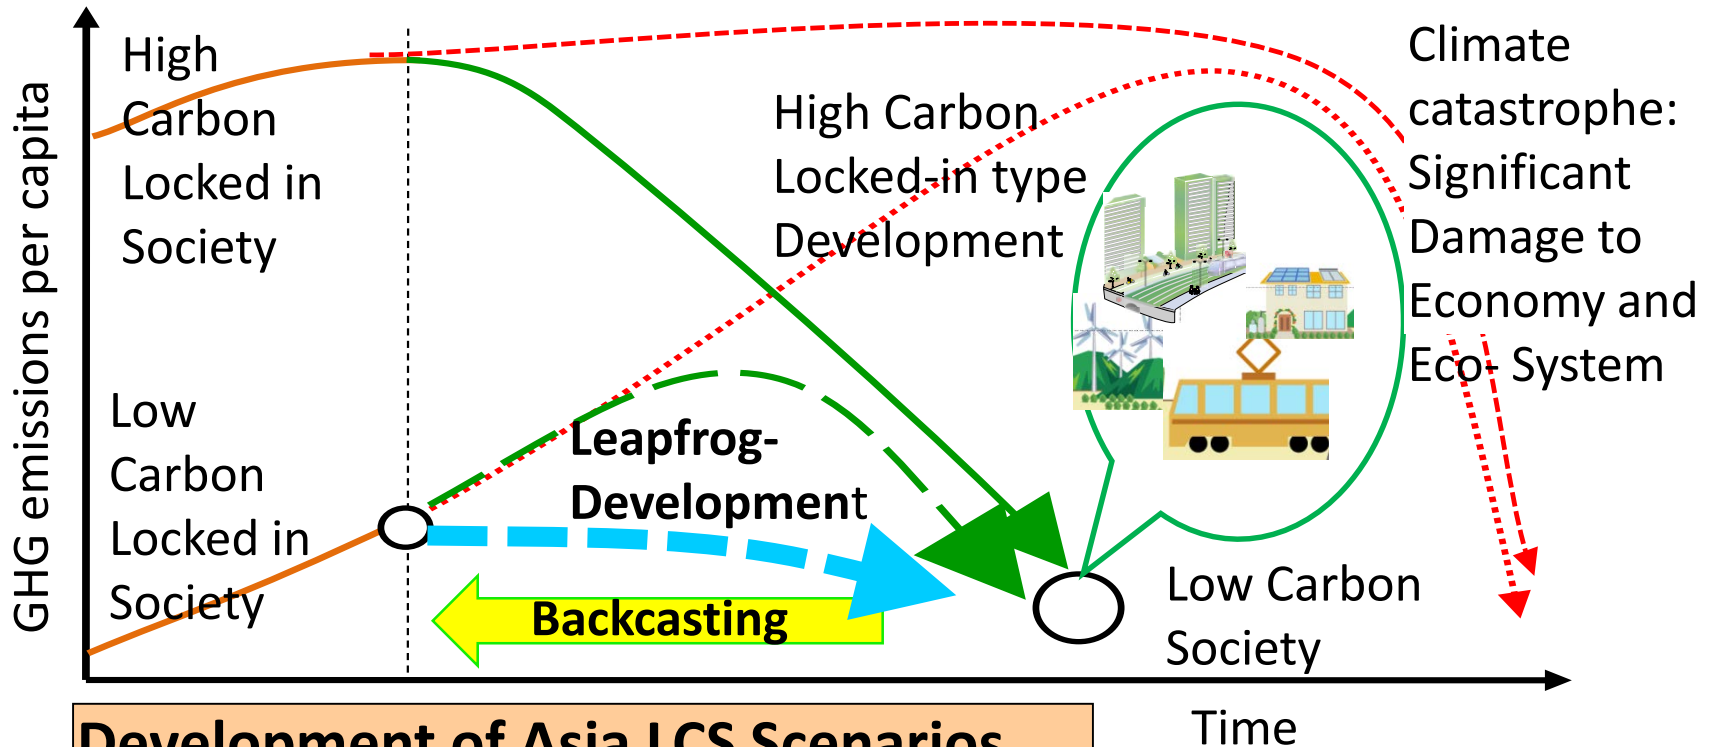 GHG emissions per capita
High
Carbon
Locked in
Society
Low
Carbon
Locked in
Society
High Carbon
Locked-in type
Development
Leapfrog-
Development
Backcasting
Climate
catastrophe:
Significant
Damage to
Economy and
Eco- System
Low Carbon
Society
Time
Development of Asia LCS Scenarios